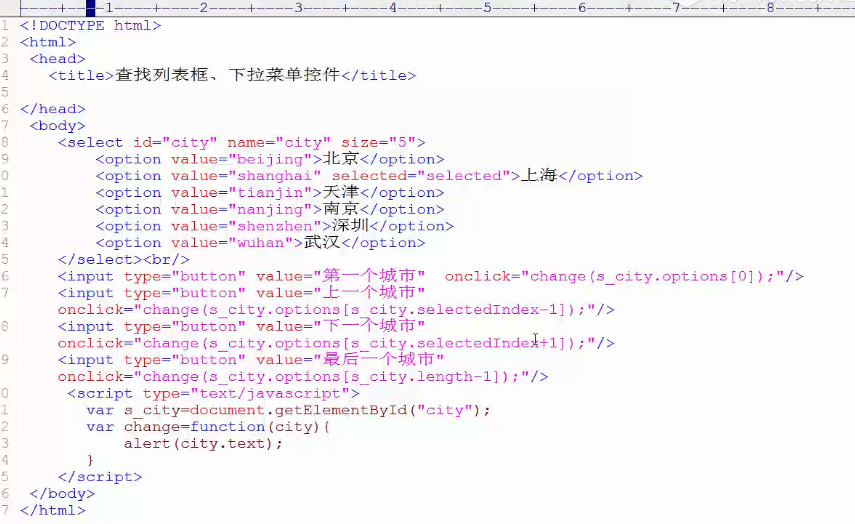 ----+----1----+----2----+----3----+----4----+----5----+----6----+----7----+----8----+--
1 <!DOCTYPE html>
2 <html>
3 <head>
4 <title>查找列表框、下拉菜单控件</title>
5
6 </head>
7 <body>
8 <select id="city" name="city" size="5">
9 <option value="beijing">北京</option>
0 <option value="shanghai" selected="selected">上海</option>
1 <option value="tianjin">天津</option>
2 <option value="nanjing">南京</option>
3 <option value="shenzhen">深圳</option>
4 <option value="wuhan">武汉</option>
5 </select><br/>
6 <input type="button" value="第一个城市" onclick="change(s_city.options[0]);"/>
7 <input type="button" value="上一个城市"
onclick="change(s_city.options[s_city.selectedIndex-1]);"/>
8 <input type="button" value="下一个城市"
onclick="change(s_city.options[s_city.selectedIndex+1]);"/>
9 <input type="button" value="最后一个城市"
onclick="change(s_city.options[s_city.length-1]);"/>
0 <script type="text/javascript">
1 var s_city=document.getElementById("city");
2 var change=function(city){
3 alert(city.text);
4 }
5 </script>
6 </body>
7 </html>